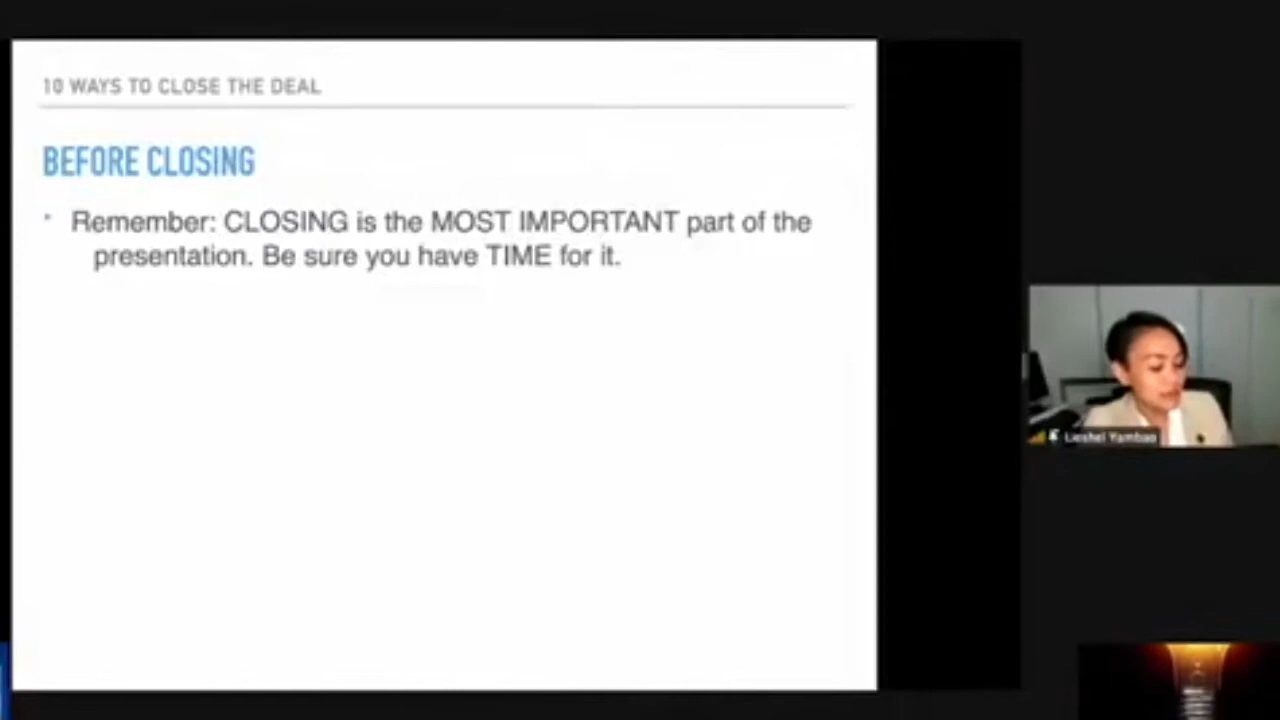 10 WAYS TO CLOSE THE DEAL
BEFORE CLOSING
Remember: CLOSING is the MOST IMPORTANT part of the
presentation. Be sure you have TIME for it.
Lieshel Yambao